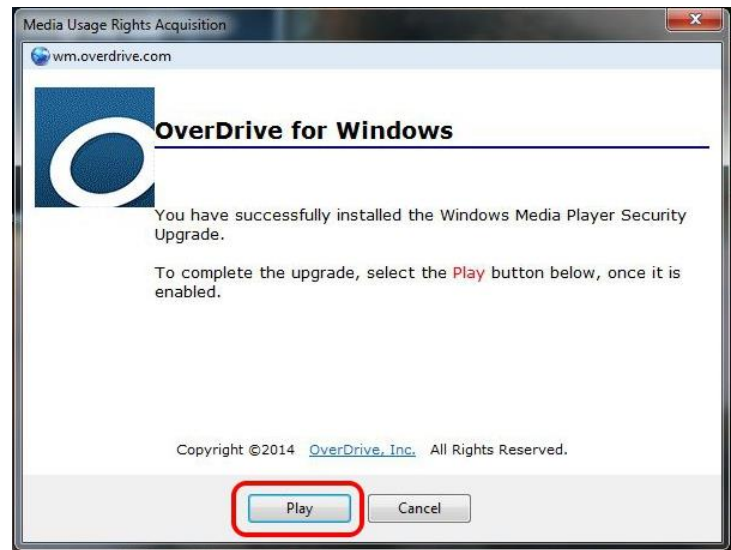 Media Usage Rights Acquisition
wm.overdrive.com
OverDrive for Windows
You have successfully installed the Windows Media Player Security
Upgrade.
To complete the upgrade, select the Play button below, once it is
enabled.
Copyright ©2014 OverDrive, Inc. All Rights Reserved.
Play Cancel